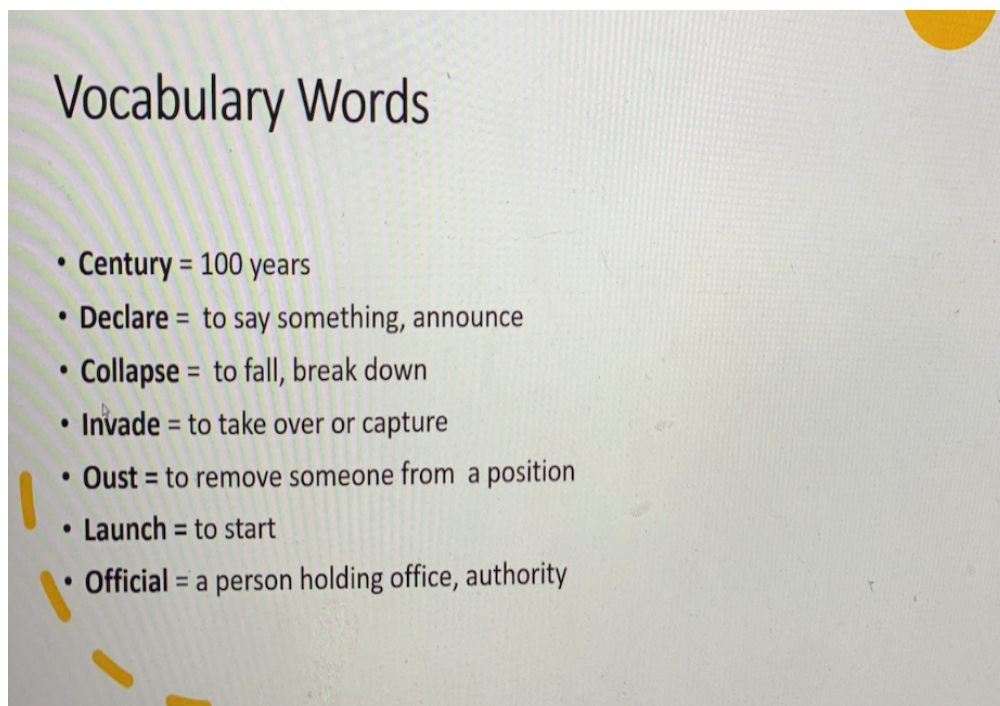 Vocabulary Words
• Century = 100 years
• Declare = to say something, announce
• Collapse = to fall, break down
• Invade = to take over or capture
• Oust = to remove someone from a position
• Launch = to start
• Official = a person holding office, authority